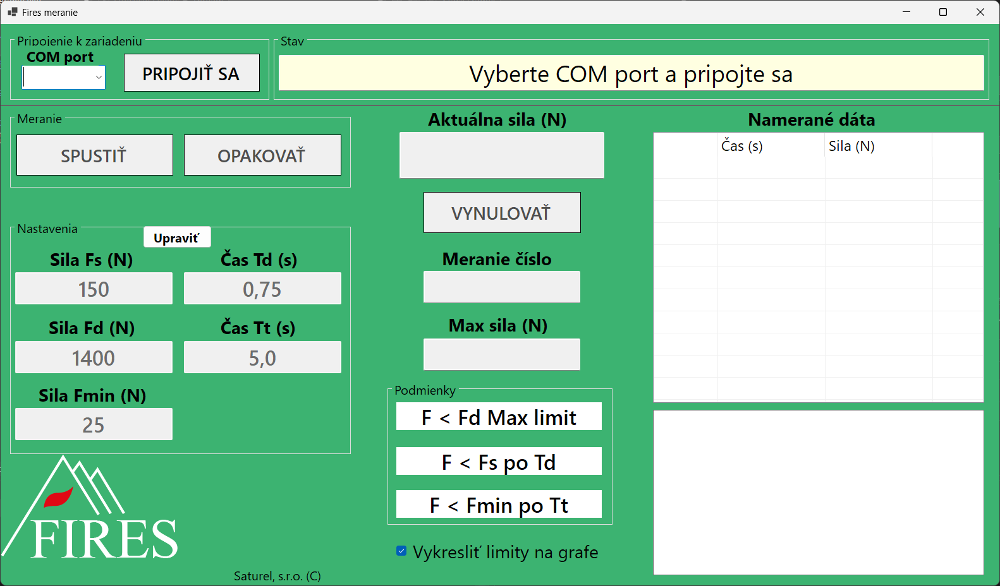 Fires meranie
Pripojenie k zariadeniu
COM port
PRIPOJIŤ SA
Stav
Vyberte COM port a pripojte sa
Meranie
SPUSTIŤ
OPAKOVAŤ
Nastavenia
Upraviť
Sila Fs (N)
Čas Td (s)
150
0,75
Sila Fd (N)
Čas Tt (s)
1400
5,0
Sila Fmin (N)
25
FIRES
Saturel, s.r.o. (C)
Aktuálna sila (N)
VYNULOVAŤ
Meranie číslo
Max sila (N)
Podmienky
F < Fd Max limit
F < Fs po Td
F < Fmin po Tt
Vykresliť limity na grafe
Namerané dáta
Čas (s)
Sila (N)